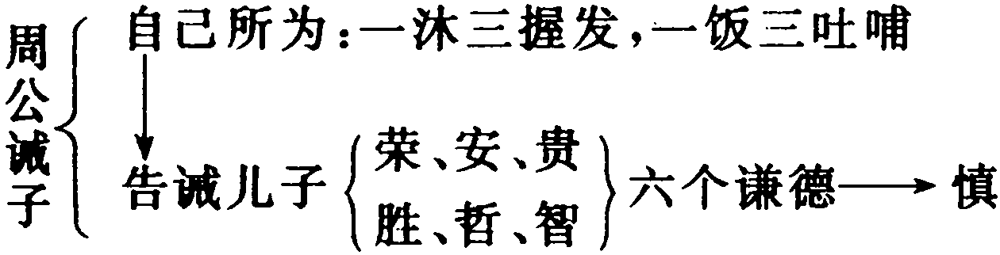 周公诫子
自己所为：一沐三握发，一饭三吐哺
告诫儿子
荣、安、贵
胜、哲、智
六个谦德
慎